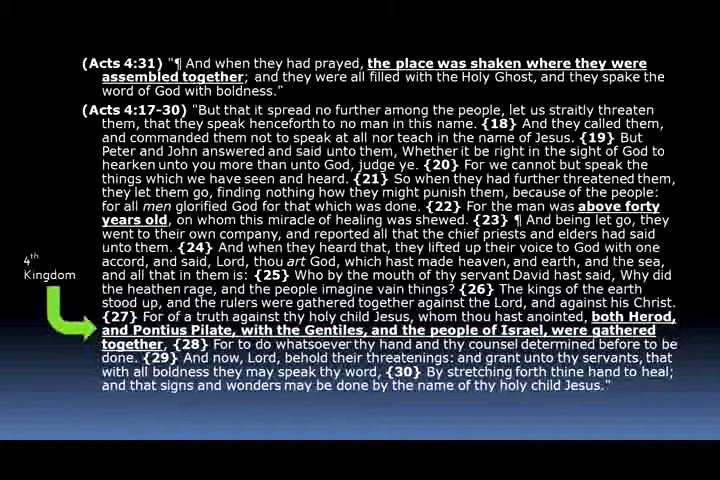 (Acts 4:31) "¶ And when they had prayed, the place was shaken where they were
assembled together; and they were all filled with the Holy Ghost, and they spake the
word of God with boldness."
(Acts 4:17-30) "But that it spread no further among the people, let us straitly threaten
them, that they speak henceforth to no man in this name. {18} And they called them,
and commanded them not to speak at all nor teach in the name of Jesus. {19} But
Peter and John answered and said unto them, Whether it be right in the sight of God to
hearken unto you more than unto God, judge ye. {20} For we cannot but speak the
things which we have seen and heard. {21} So when they had further threatened them,
they let them go, finding nothing how they might punish them, because of the people:
for all men glorified God for that which was done. {22} For the man was above forty
years old, on whom this miracle of healing was shewed. {23} ¶ And being let go, they
went to their own company, and reported all that the chief priests and elders had said
unto them. {24} And when they heard that, they lifted up their voice to God with one
accord, and said, Lord, thou art God, which hast made heaven, and earth, and the sea,
and all that in them is: {25} Who by the mouth of thy servant David hast said, Why did
the heathen rage, and the people imagine vain things? {26} The kings of the earth
stood up, and the rulers were gathered together against the Lord, and against his Christ.
{27} For of a truth against thy holy child Jesus, whom thou hast anointed, both Herod,
and Pontius Pilate, with the Gentiles, and the people of Israel, were gathered
together, {28} For to do whatsoever thy hand and thy counsel determined before to be
done. {29} And now, Lord, behold their threatenings: and grant unto thy servants, that
with all boldness they may speak thy word, {30} By stretching forth thine hand to heal;
and that signs and wonders may be done by the name of thy holy child Jesus."
4th
Kingdom